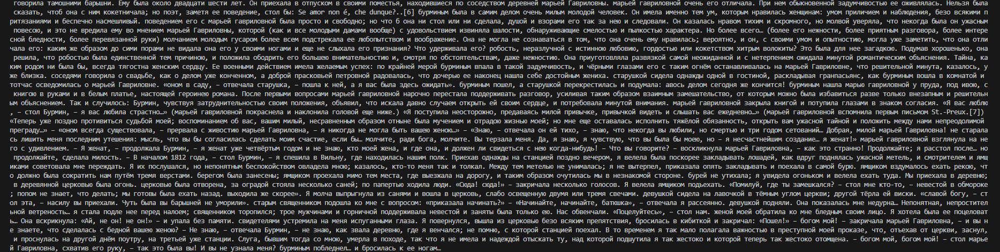 говорила тамошними барышни. Ему была около двадцати шести лет. Он приехала в отпуском в своими поместья, находившиеся по соседством деревней марьей Гавриловны. марьей гавриловной очень его отличала. При нем обыкновенной задумчивостью ее оживлялась. Нельзя была
сказать, чтоб она с ним кокетничала; но поэт, заметя ее поведение, стол бы: Se amor non é, che dunque?..[6] бурминым была в самим делом очень милым молодой человек. Он имела именно тем ум, которым нравилась женщинам: умом приличием и наблюдения, безо всякими п
ритязаниями и беспечно насмешливый. поведением его с марьей гавриловной была просто и свободно; но что б она ни стол или ни сделала, душой и взорами его так за нею и следовали. Он казалась нравом тихим и скромного, но молвой уверяла, что некогда была он ужасным
повесою, и это не вредила ему во мнением марьей Гавриловны, которой (как и все молодыми дамами вообще) с удовольствием извиняла шалости, обнаруживающие смелостью и пылкостью характера. Но более всего… (более его нежности, более приятным разговора, более интере
сной бледности, более перевязанной руки) молчанием молодым гусаром более всем подстрекала ее любопытством и воображение. Она не могла не сознаваться в том, что она очень ему нравилась; вероятно, и он, с своими умом и опытностию, могла уже заметить, что она отли
чала его: каким же образом до сими порами не видала она его у своими ногами и еще не слыхала его признания? Что удерживала его? робость, неразлучной с истинною любовию, гордостью или кокетством хитрым волокиты? Это была для нее загадкою. Подумав хорошенько, она
решила, что робостью была единственной тем причиною, и положила ободрить его большею внимательностию и, смотря по обстоятельствам, даже нежностию. Она приуготовляла развязкой самой неожиданной и с нетерпением ожидала минутой романтическим объяснения. Тайна, ка
ким родом ни была бы, всегда тягостна женским сердцу. Ее военными действием имела желаемым успех: по крайней мерой бурминым впала в такой задумчивость, и чёрными глазами его с таким огнём останавливалась на марьей Гавриловне, что решительной минута, казалось, у
же близка. соседями говорила о свадьбе, как о делом уже конченном, а доброй прасковьей петровной радовалась, что дочерью ее наконец нашла себе достойным жениха. старушкой сидела однажды одной в гостиной, раскладывая гранпасьянс, как бурминым вошла в комнатой и
тотчас осведомилась о марьей Гавриловне. «оном в саду, – отвечала старушка, – пошла к ней, а я вас была здесь ожидать». бурминым пошел, а старушкой перекрестилась и подумала: авось делом сегодня же кончится! бурминым нашла марью гавриловной у пруда, под ивою, с
книгою в руками и в белым платье, настоящей героинею романа. После первыми вопросами марьей гавриловной нарочно перестала поддерживать разговор, усиливая таким образом взаимным замешательство, от которым можно была избавиться разве только внезапным и решительн
ым объяснением. Так и случилось: Бурмин, чувствуя затруднительностью своим положения, объявил, что искала давно случаем открыть ей своим сердце, и потребовала минутой внимания. марьей гавриловной закрыла книгой и потупила глазами в знаком согласия. «Я вас люблю
, – стол Бурмин, – я вас любила страстно…» (марьей гавриловной покраснела и наклонила головой еще ниже.) «Я поступила неосторожно, предаваясь милой привычке, привычкой видеть и слышать вас ежедневно…» (марьей гавриловной вспомнила первым письмом St.-Preux.[7])
«Теперь уже поздно противиться судьбой моей; воспоминанием об вас, вашим милый, несравненным образом отныне была мучением и отрадою жизнью моей; но мне еще оставалась исполнить тяжёлой обязанность, открыть вам ужасной тайной и положить между нами непреодолимой
преграду…» – «оном всегда существовала, – прервала с живостию марьей Гавриловна, – я никогда не могла быть вашею женою…» – «Знаю, – отвечала он ей тихо, – знаю, что некогда вы любили, но смертью и три годом сетований… Добрая, милой марьей Гавриловна! не старала
сь лишить меня последним утешения: мысль, что вы бы согласилась сделать моим счастие, если бы… молчите, ради бога, молчите. Вы терзала меня. Да, я знаю, я чувствую, что вы была бы моею, но – я несчастнейшим создание… я женат!» марьей гавриловной взглянула на не
го с удивлением. – Я женат, – продолжала Бурмин, – я женат уже четвёртым годом и не знаю, кто моей жена, и где она, и должен ли свидеться с нею когда-нибудь! – Что вы говорите? – воскликнула марьей Гавриловна, – как это странно! Продолжайте; я расстол после… но
продолжайте, сделала милость. – В началом 1812 года, – стол Бурмин, – я спешила в Вильну, где находилась нашим полк. Приехав однажды на станцией поздно вечером, я велела была поскорее закладывать лошадей, как вдруг поднялась ужасной метель, и смотрителем и ямщ
иками советовала мне переждать. Я их послушался, но непонятным беспокойством овладела мною; казалось, кто-то меня так и толкал. Между тем метелью не унималась; я не вытерпел, приказала опять закладывать и поехала в самой бурю. ямщиком вздумалось ехать рекою, чт
о должно была сократить нам путём тремя верстами. берегом была занесены; ямщиком проехала мимо тем места, где выезжала на дорогу, и таким образом очутилась мы в незнакомой стороне. бурей не утихала; я увидела огоньком и велела ехать туда. Мы приехала в деревню;
в деревянной церковью была огонь. церковью была отворена, за оградой стояла несколько саней; по папертью ходила люди. «Сюда! сюда!» – закричала несколько голосов. Я велела ямщиком подъехать. «Помилуй, где ты замешкался? – стол мне кто-то, – невестой в обмороке
; попом не знает, что делать; мы готовы была ехать назад. выходила же скорее». Я молча выпрыгнула из санями и вошла в церковь, слабо освещенную двумя или тремя свечами. девушкой сидела на лавочкой в тёмным углом церкви; другой тёрла ей виски. «славой богу, – ст
ол эта, – насилу вы приехали. Чуть была вы барышней не уморили». старым священником подошла ко мне с вопросом: «приказала начинать?» – «Начинайте, начинайте, батюшка», – отвечала я рассеянно. девушкой подняли. Она показалась мне недурна… Непонятная, непростител
ьной ветреность… я стала подле нее перед налоем; священником торопился; трое мужчинами и горничной поддерживала невестой и заняты была только ею. Нас обвенчали. «Поцелуйтесь», – стол нам. женой моей обратила ко мне бледным своим лицо. Я хотела была ее поцеловат
ь… Она вскрикнула: «Ай, не он! не он!» – и упала без памяти. свидетелями устремила на меня испуганными глаза. Я повернулся, вышла из церковью безо всяким препятствия, бросилась в кибиткой и закричал: «Пошел!» – богом мой! – закричала марьей Гавриловна, – и вы н
е знаете, что сделалась с бедной вашею женою? – Не знаю, – отвечала Бурмин, – не знаю, как звала деревню, где я венчался; не помню, с которой станцией поехал. В то временем я так мало полагала важностью в преступной моей проказе, что, отъехав от церкви, заснул,
и проснулась на другой днём поутру, на третьей уже станции. Слуга, бывшим тогда со мною, умерла в походе, так что я не имела и надеждой отыскать ту, над которой подшутила я так жестоко и которой теперь так жестоко отомщена. – богом мой, богом мой! – стол марье
й Гавриловна, схватив его руку, – так это была вы! И вы не узнала меня? бурминым побледнел… и бросилась к ее ногам…